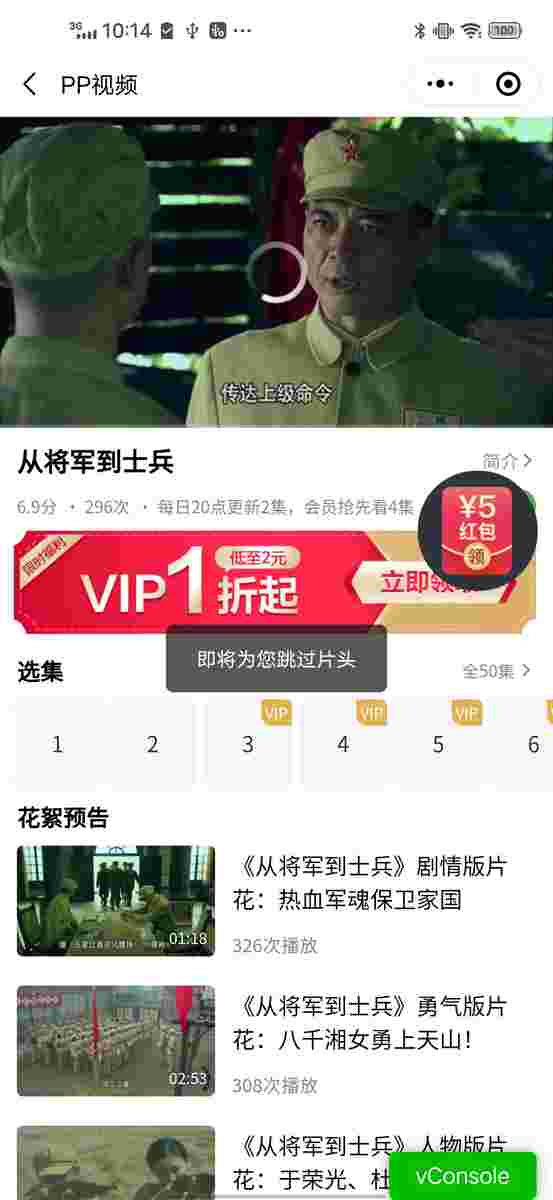 3G 10:14 ··· 100
PP视频
传达上级命令
从将军到士兵
简介
6.9分 · 296次 · 每日20点更新2集，会员抢先看4集
¥5
红包
领
限时福利
VIP1折起
低至2元
立即领
即将为您跳过片头
选集
全50集
1 2 3 4 5 6
VIP VIP VIP
花絮预告
《从将军到士兵》剧情版片
花：热血军魂保卫家国
01:18
326次播放
《从将军到士兵》勇气版片
花：八千湘女勇上天山！
02:53
308次播放
《从将军到士兵》人物版片
花：于荣光、杜
vConsole